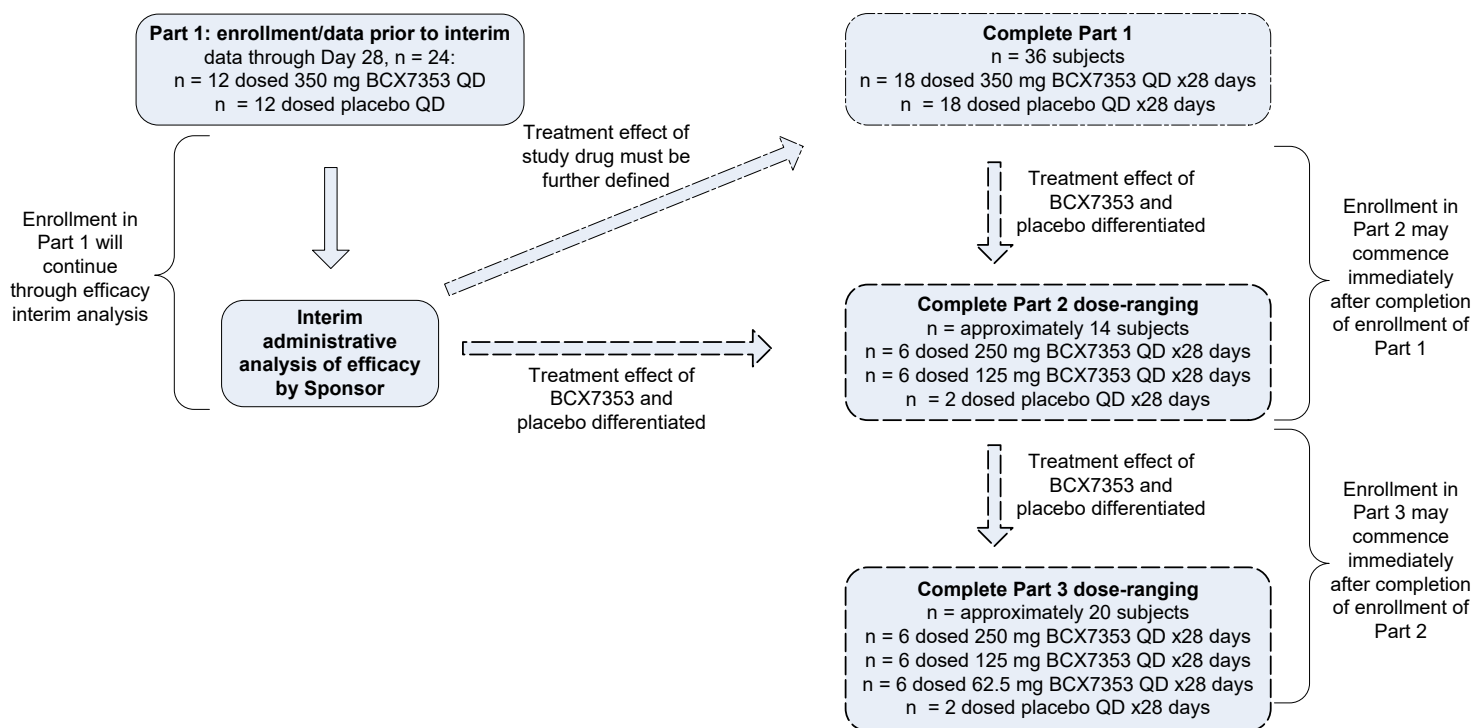 Part 1: enrollment/data prior to interim
data through Day 28, n = 24:
n = 12 dosed 350 mg BCX7353 QD
n = 12 dosed placebo QD
Complete Part 1
n = 36 subjects
n = 18 dosed 350 mg BCX7353 QD x28 days
n = 18 dosed placebo QD x28 days
Treatment effect of
study drug must be
further defined
Enrollment in
Part 1 will
continue
through efficacy
interim analysis
Treatment effect of
BCX7353 and
placebo differentiated
Enrollment in
Part 2 may
commence
immediately
after completion
of enrollment of
Part 1
Interim
administrative
analysis of efficacy
by Sponsor
Treatment effect of
BCX7353 and
placebo differentiated
Complete Part 2 dose-ranging
n = approximately 14 subjects
n = 6 dosed 250 mg BCX7353 QD x28 days
n = 6 dosed 125 mg BCX7353 QD x28 days
n = 2 dosed placebo QD x28 days
Treatment effect of
BCX7353 and
placebo differentiated
Enrollment in
Part 3 may
commence
immediately
after completion
of enrollment of
Part 2
Complete Part 3 dose-ranging
n = approximately 20 subjects
n = 6 dosed 250 mg BCX7353 QD x28 days
n = 6 dosed 125 mg BCX7353 QD x28 days
n = 6 dosed 62.5 mg BCX7353 QD x28 days
n = 2 dosed placebo QD x28 days